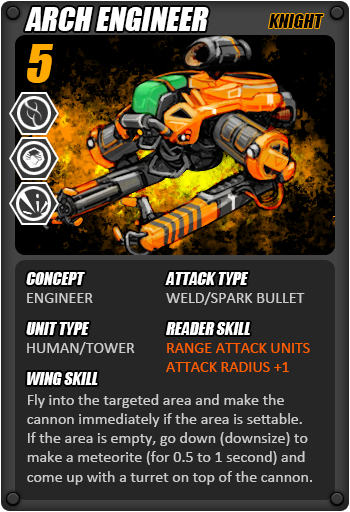 ARCH ENGINEER
KNIGHT
5
CONCEPT
ENGINEER
ATTACK TYPE
WELD/SPARK BULLET
UNIT TYPE
HUMAN/TOWER
READER SKILL
RANGE ATTACK UNITS
ATTACK RADIUS +1
WING SKILL
Fly into the targeted area and make the
cannon immediately if the area is settable.
If the area is empty, go down (downsize) to
make a meteorite (for 0.5 to 1 second) and
come up with a turret on top of the cannon.